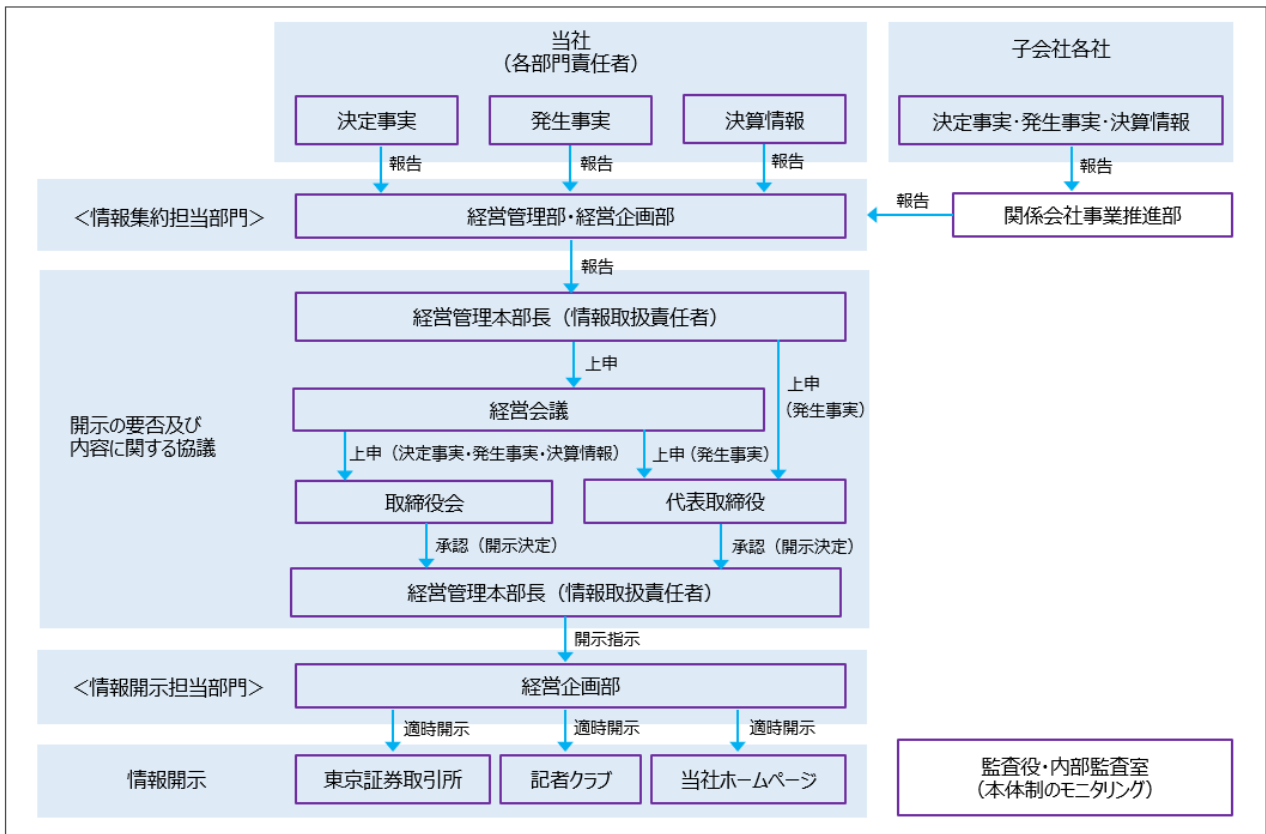 当社
（各部門責任者）
子会社各社
決定事実
発生事実
決算情報
決定事実・発生事実・決算情報
報告
報告
報告
報告
＜情報集約担当部門＞
経営管理部・経営企画部
報告
関係会社事業推進部
報告
経営管理本部長（情報取扱責任者）
上申
上申
（発生事実）
経営会議
開示の要否及び
内容に関する協議
上申（決定事実・発生事実・決算情報）
上申（発生事実）
取締役会
代表取締役
承認（開示決定）
承認（開示決定）
経営管理本部長（情報取扱責任者）
開示指示
＜情報開示担当部門＞
経営企画部
適時開示
適時開示
適時開示
情報開示
東京証券取引所
記者クラブ
当社ホームページ
監査役・内部監査室
（本体制のモニタリング）